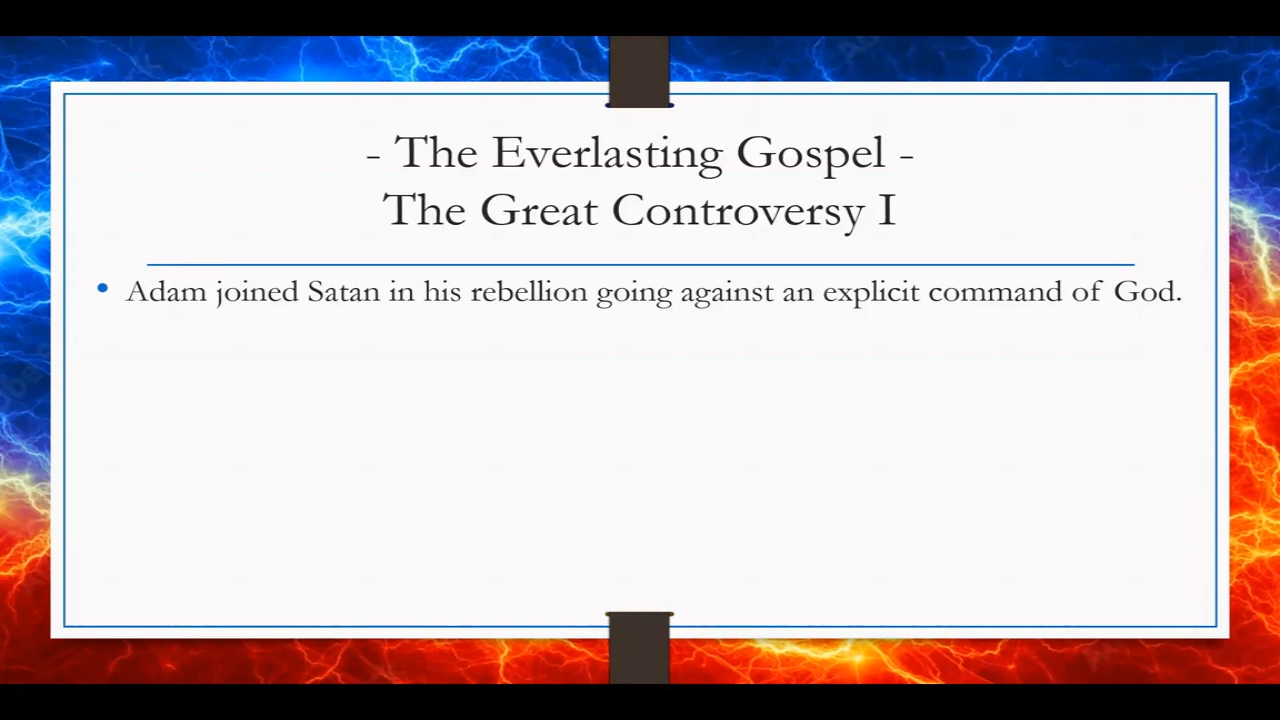 - The Everlasting Gospel -
The Great Controversy I
• Adam joined Satan in his rebellion going against an explicit command of God.